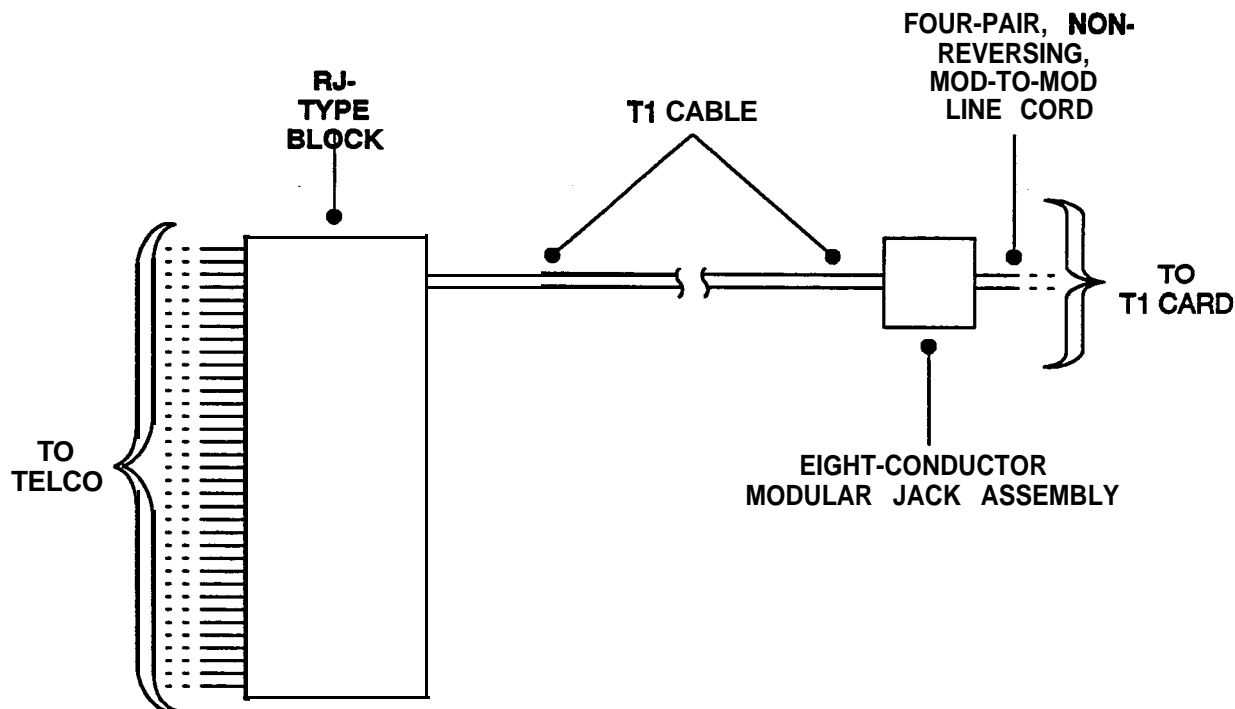 FOUR-PAIR, NON-
REVERSING,
MOD-TO-MOD
LINE CORD
RJ-
TYPE
BLOCK
T1 CABLE
TO
T1 CARD
TO
TELCO
EIGHT-CONDUCTOR
MODULAR JACK ASSEMBLY